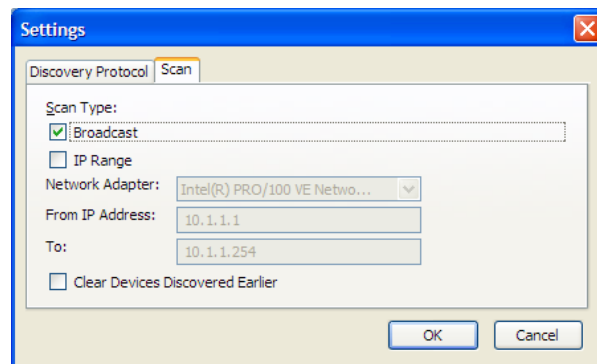 Settings
Discovery Protocol Scan
Scan Type:
Broadcast
IP Range
Network Adapter: Intel(R) PRO/100 VE Netwo...
From IP Address: 10.1.1.1
To: 10.1.1.254
Clear Devices Discovered Earlier
OK Cancel